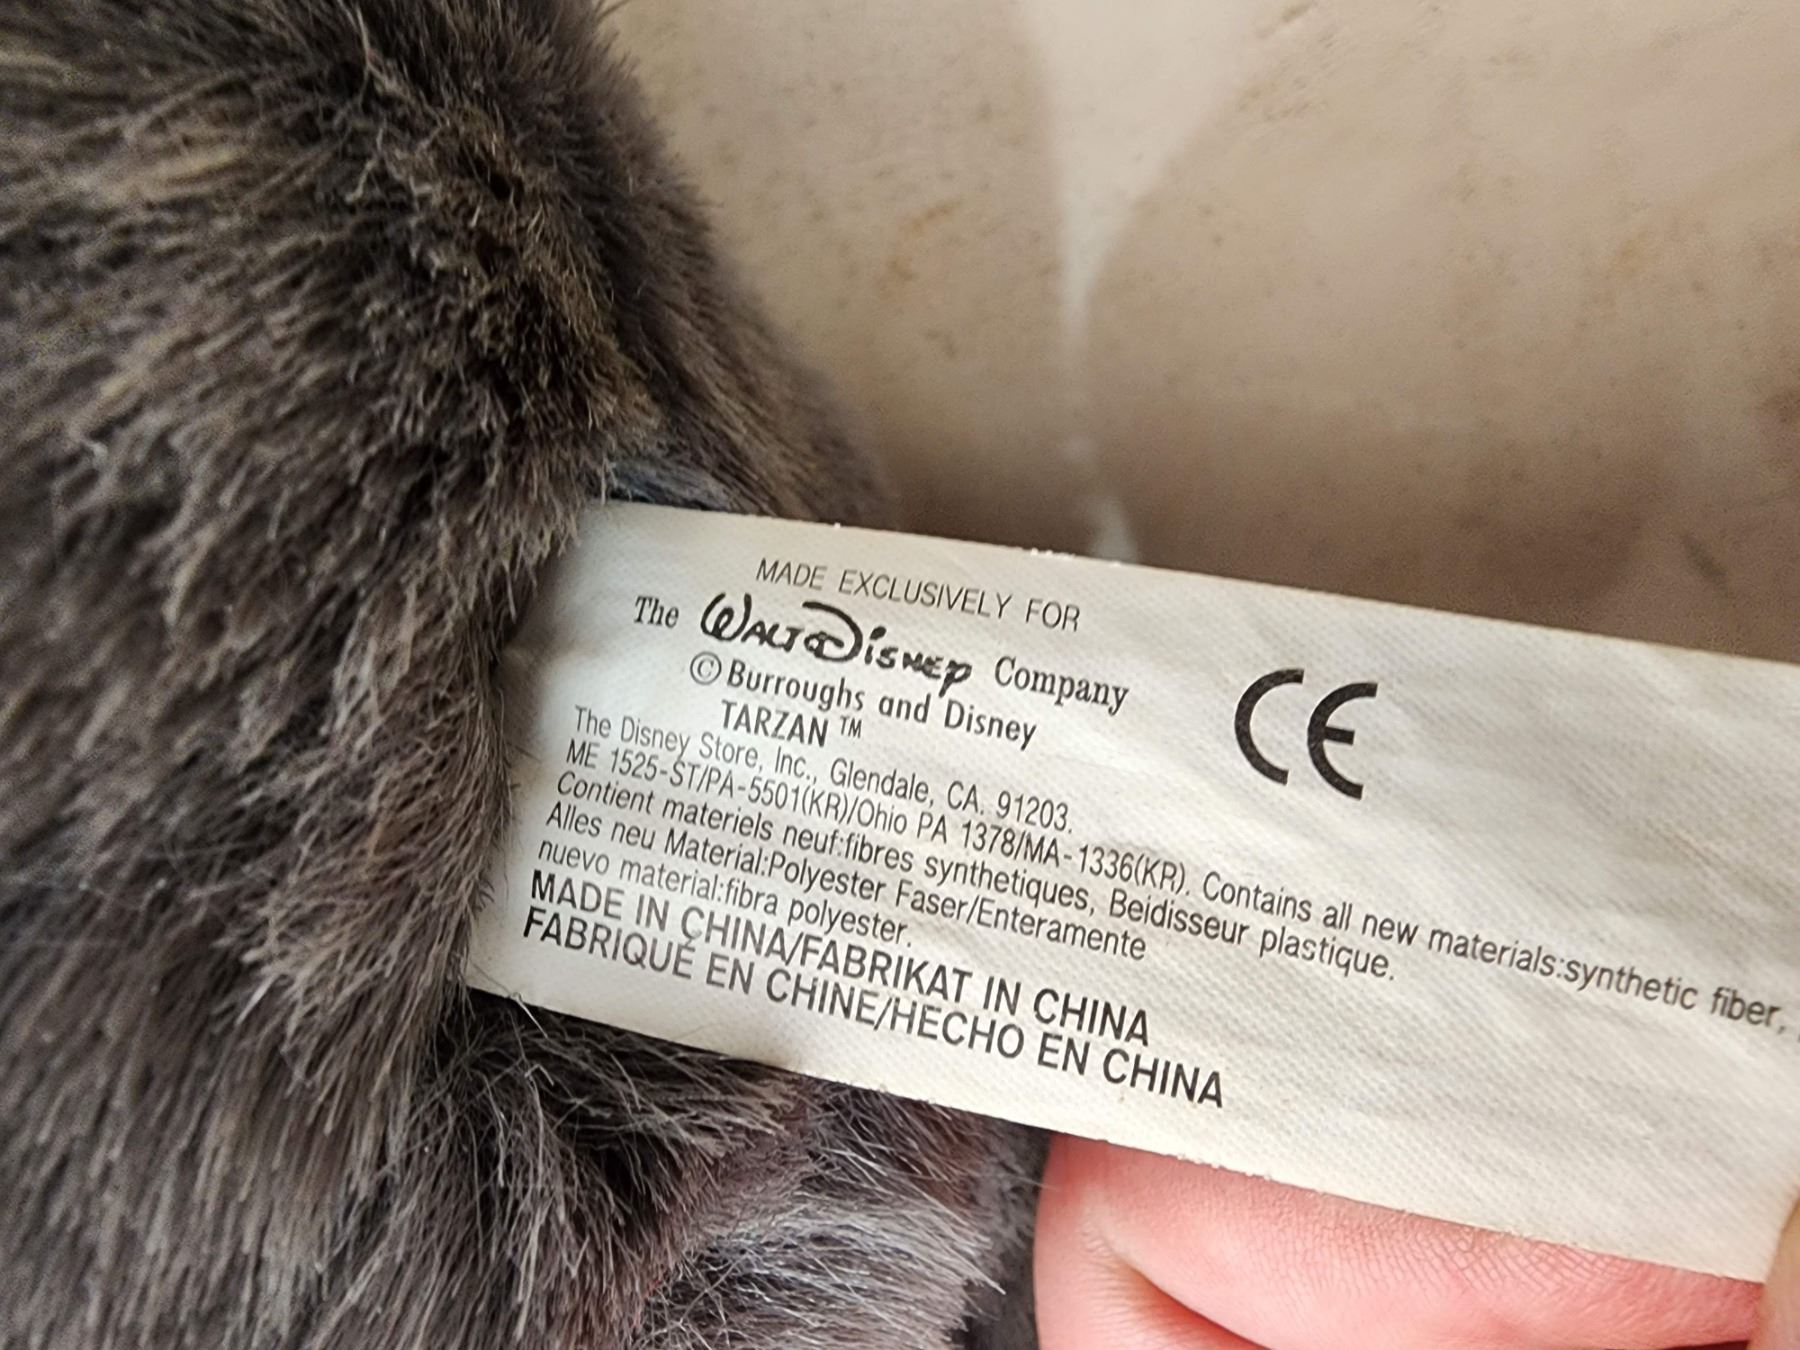 MADE EXCLUSIVELY FOR
The WALT DISNEY Company
© Burroughs and Disney
TARZAN ™
CE
The Disney Store, Inc., Glendale, CA. 91203.
ME 1525-ST/PA-5501(KR)/Ohio PA 1378/MA-1336(KR). Contains all new materials:synthetic fiber,
Contient materiels neuf:fibres synthetiques, Beidisseur plastique.
Alles neu Material:Polyester Faser/Enteramente
nuevo material:fibra polyester.
MADE IN CHINA/FABRIKAT IN CHINA
FABRIQUÉ EN CHINE/HECHO EN CHINA